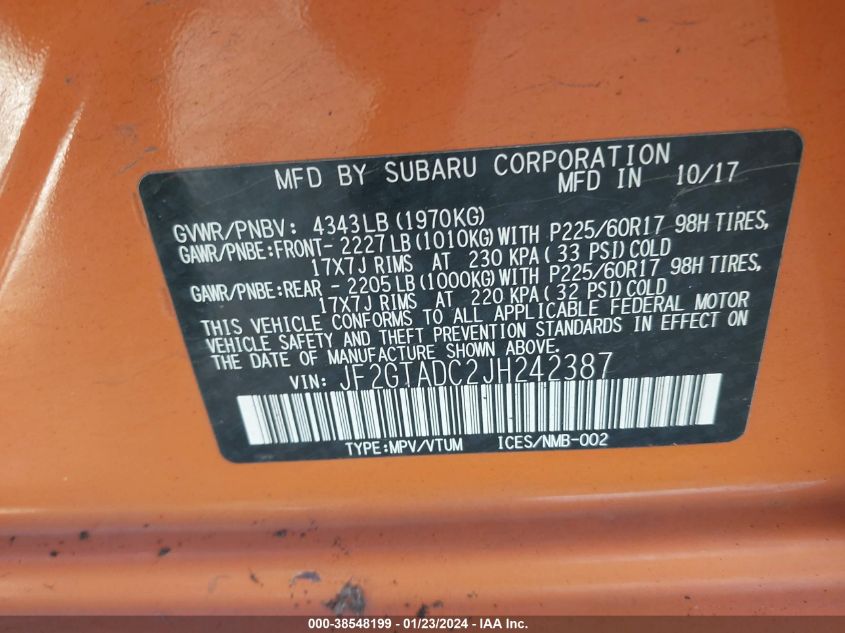 MFD BY SUBARU CORPORATION
MFD IN 10/17
GVWR/PNBV: 4343LB (1970KG)
GAWR/PNBE:FRONT- 2227LB (1010KG) WITH P225/60R17 98H TIRES,
17X7J RIMS AT 230 KPA ( 33 PSI) COLD
GAWR/PNBE:REAR - 2205LB (1000KG) WITH P225/60R17 98H TIRES,
17X7J RIMS AT 220 KPA ( 32 PSI) COLD
THIS VEHICLE CONFORMS TO ALL APPLICABLE FEDERAL MOTOR
VEHICLE SAFETY AND THEFT PREVENTION STANDARDS IN EFFECT ON
THE DATE OF MANUFACTURE SHOWN ABOVE.
VIN: JF2GTADC2JH242387
TYPE:MPV/VTUM ICES/NMB-002
000-38548199 - 01/23/2024 - IAA Inc.